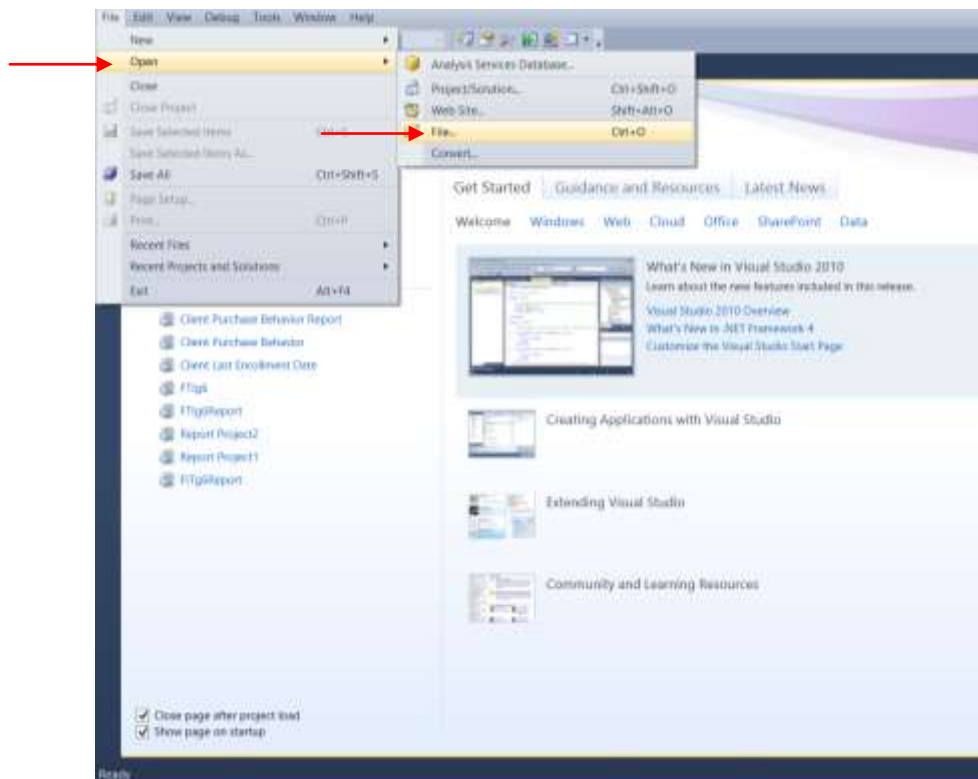 File Edit View Debug Tools Window Help
New
Open
Close
Close Project
Save Selected Items Ctrl+S
Save Selected Items As...
Save All Ctrl+Shift+S
Page Setup...
Print... Ctrl+P
Recent Files
Recent Projects and Solutions
Exit Alt+F4
Analysis Services Database...
Project/Solution... Ctrl+Shift+O
Web Site... Shift+Alt+O
File... Ctrl+O
Convert...
Client Purchase Behavior Report
Client Purchase Behavior
Client Last Enrollment Date
Report Project2
Report Project1
Close page after project load
Show page on startup
Get Started Guidance and Resources Latest News
Welcome Windows Web Cloud Office SharePoint Data
What's New in Visual Studio 2010
Learn about the new features included in this release.
Visual Studio 2010 Overview
What's New in .NET Framework 4
Customize the Visual Studio Start Page
Creating Applications with Visual Studio
Extending Visual Studio
Community and Learning Resources
Ready